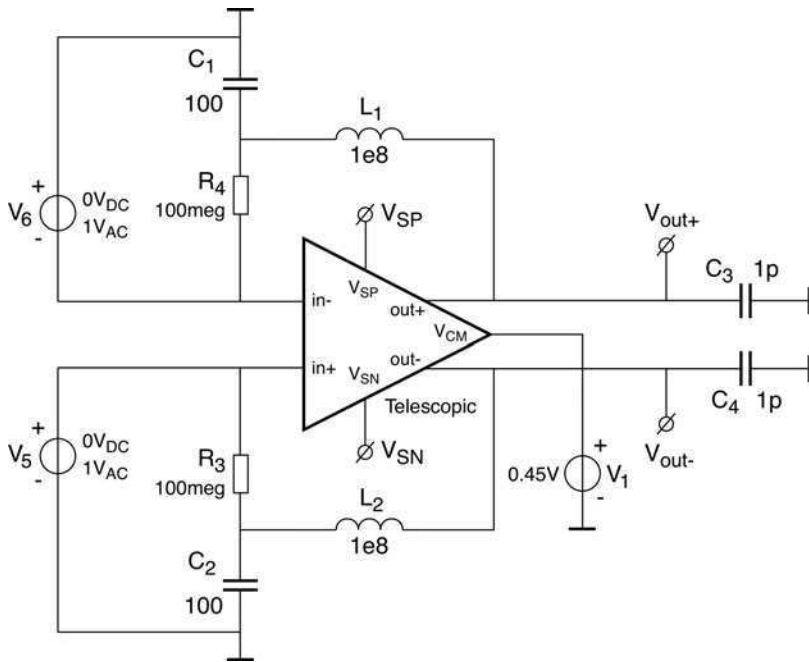 C1
100
L1
1e8
R4
100meg
V6
+
-
0VDC
1VAC
VSP
Vout+
C3 1p
in-
VSP
out+
VCM
in+
VSN
out-
Telescopic
VSN
C4 1p
Vout-
V5
+
-
0VDC
1VAC
R3
100meg
0.45V
+
-
V1
L2
1e8
C2
100